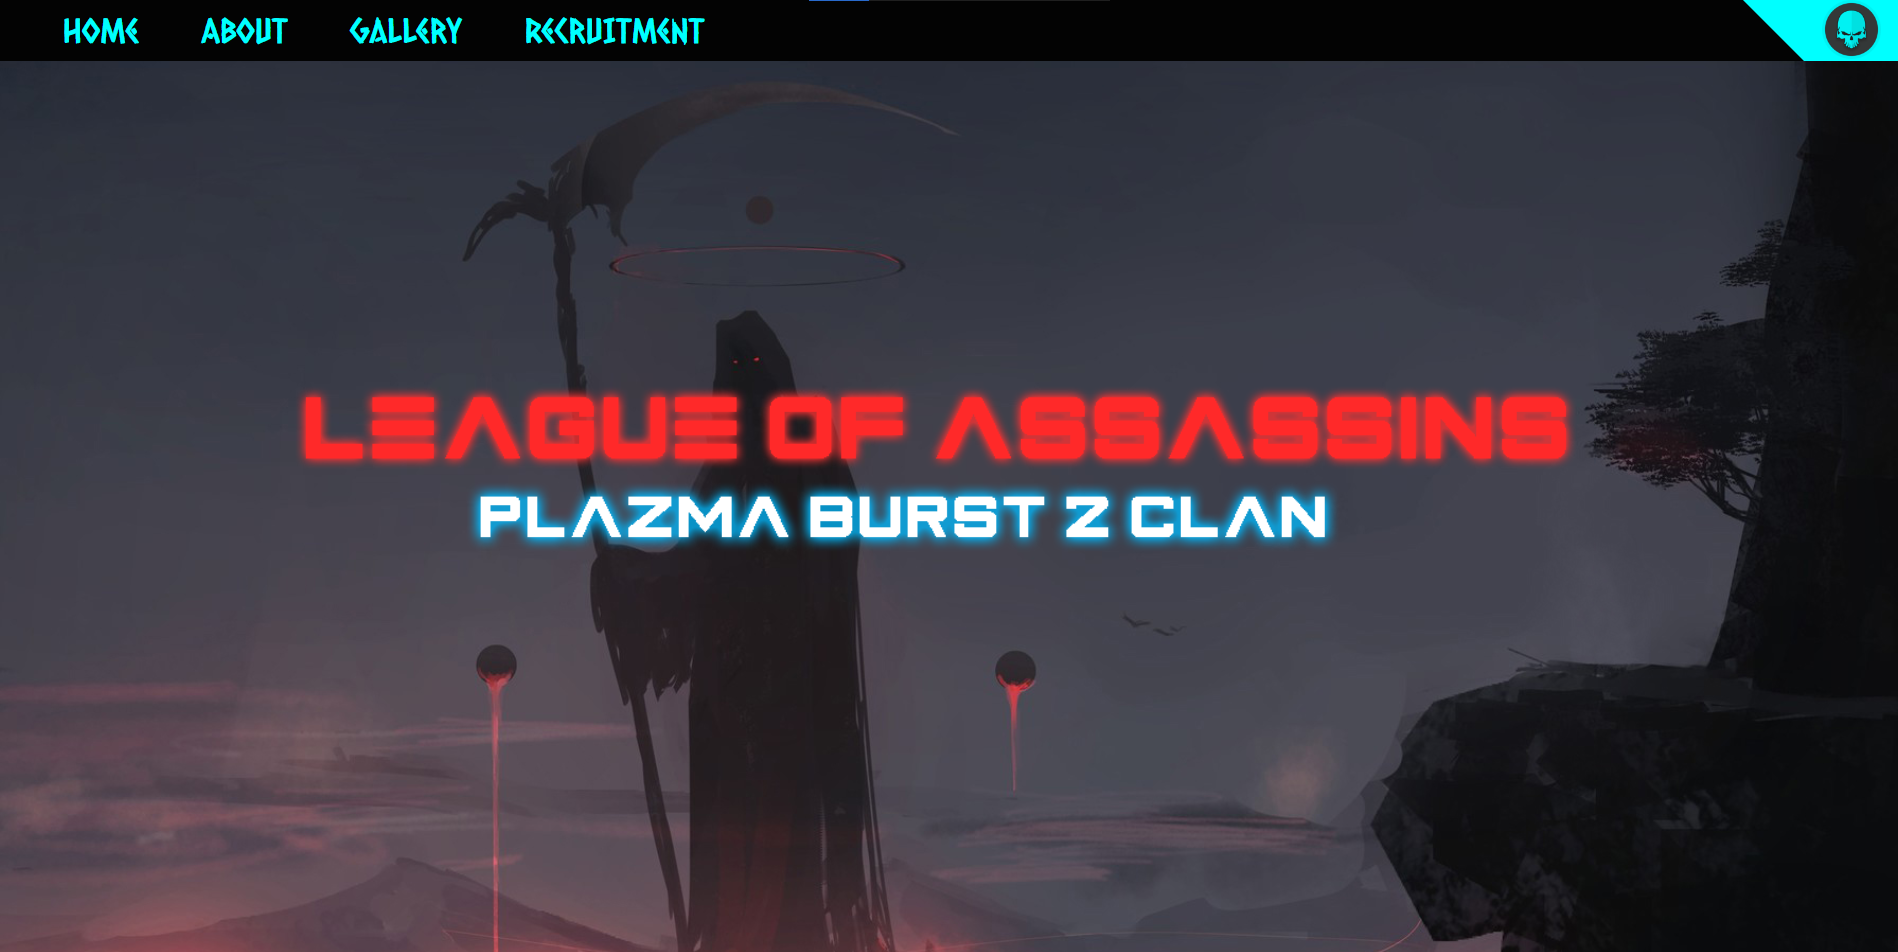 HOME ABOUT GALLERY RECRUITMENT
LEAGUE OF ASSASSINS
PLAZMA BURST 2 CLAN